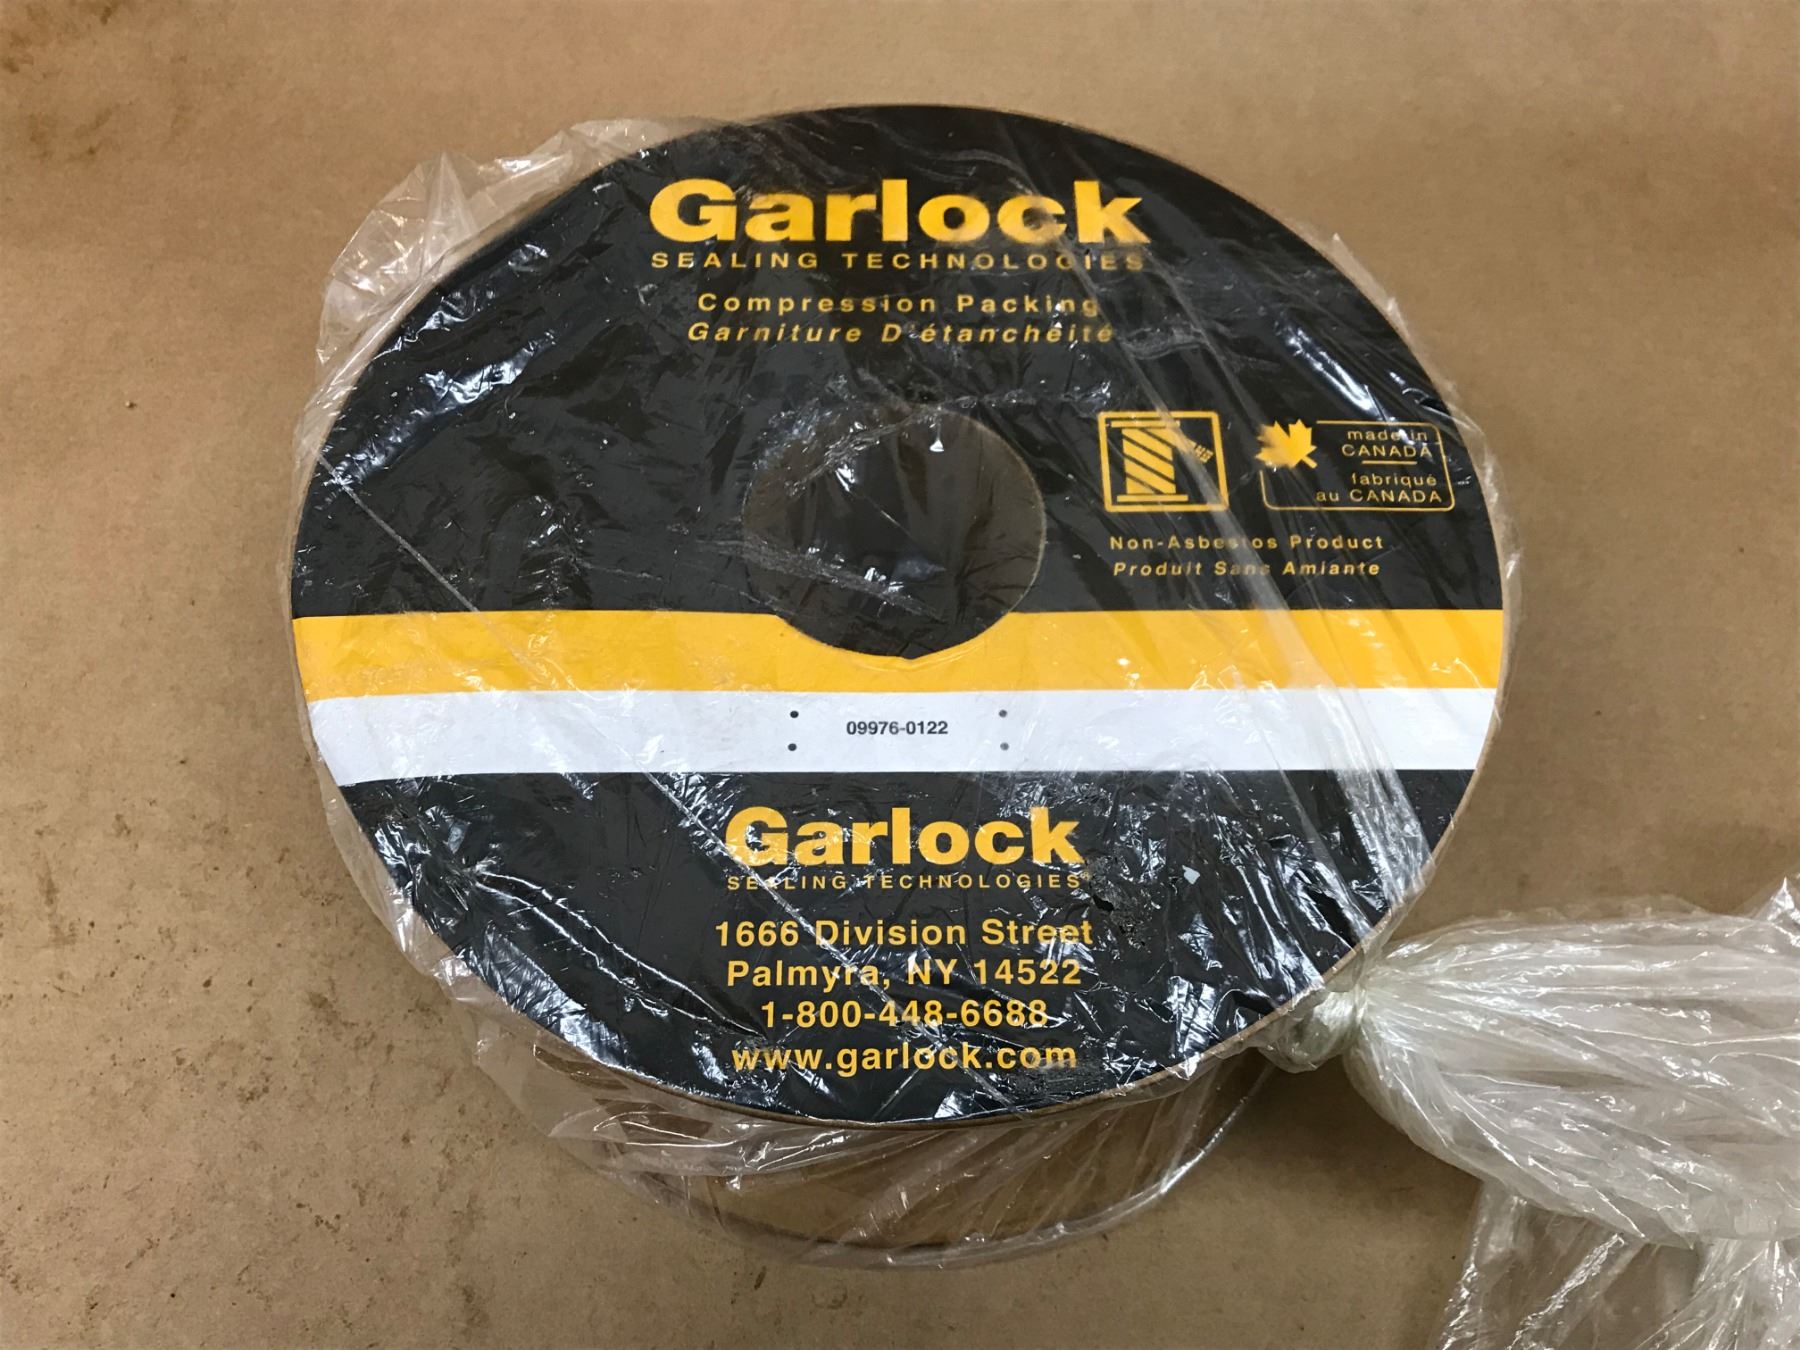 Garlock
SEALING TECHNOLOGIES
Compression Packing
Garniture D'étanchéité
made in
CANADA
fabriqué
au CANADA
Non-Asbestos Product
Produit Sans Amiante
09976-0122
Garlock
SEALING TECHNOLOGIES
1666 Division Street
Palmyra, NY 14522
1-800-448-6688
www.garlock.com